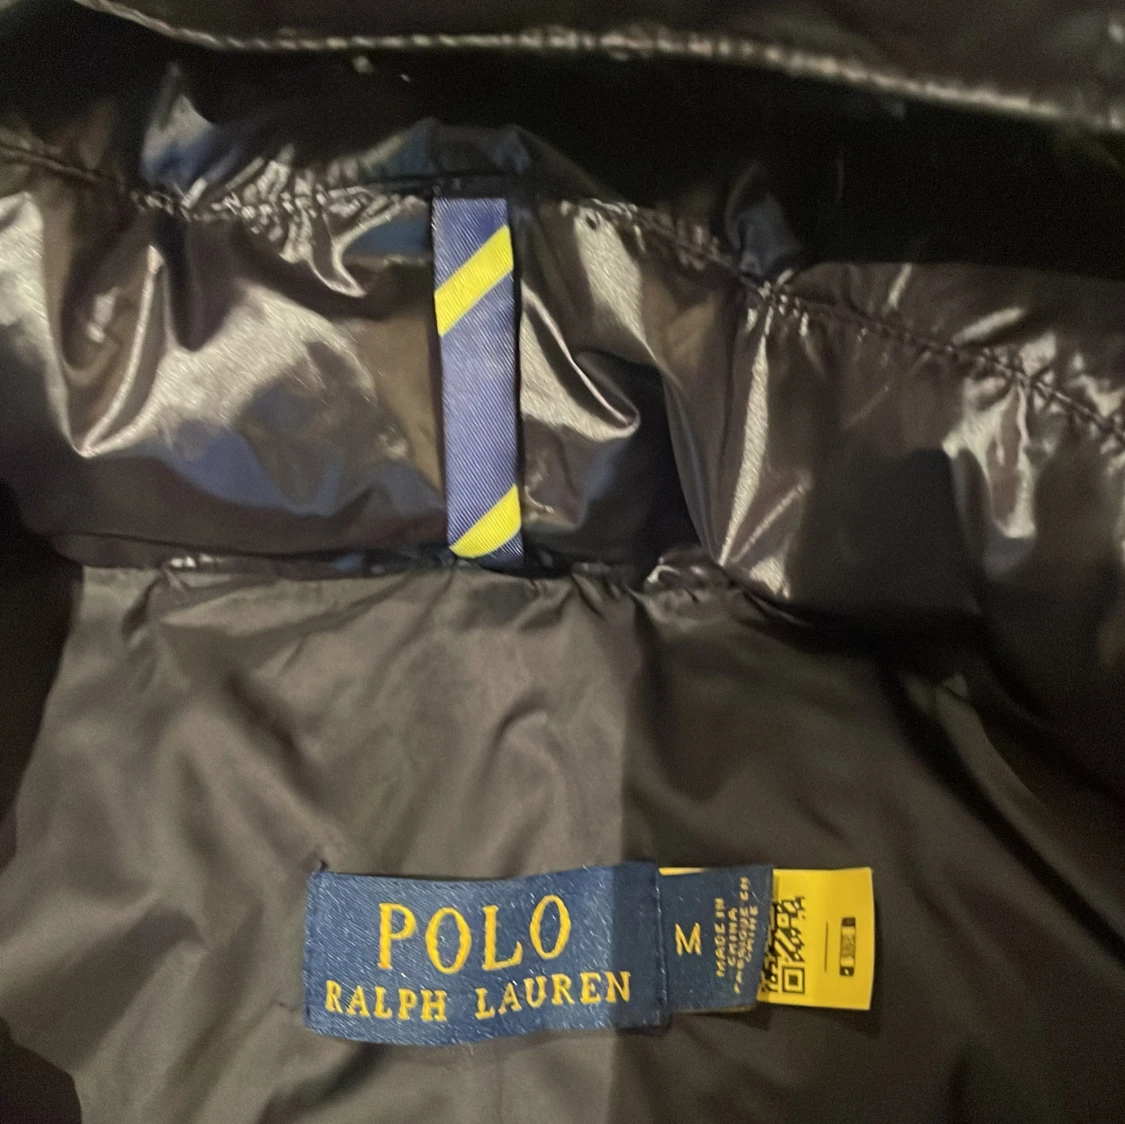 POLO
RALPH LAUREN
M
MADE IN
CHINA
FABRIQUÉ EN
CHINE